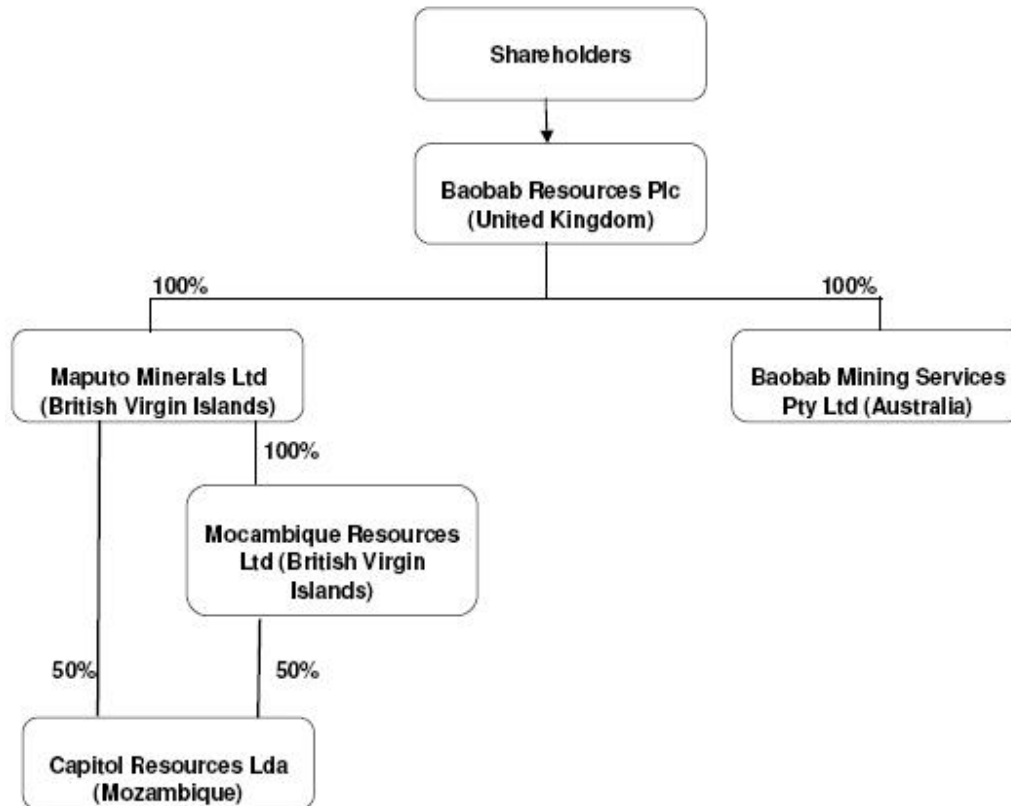 Shareholders
Baobab Resources Plc
(United Kingdom)
100%
100%
Maputo Minerals Ltd
(British Virgin Islands)
Baobab Mining Services
Pty Ltd (Australia)
100%
Mocambique Resources
Ltd (British Virgin
Islands)
50%
50%
Capitol Resources Lda
(Mozambique)